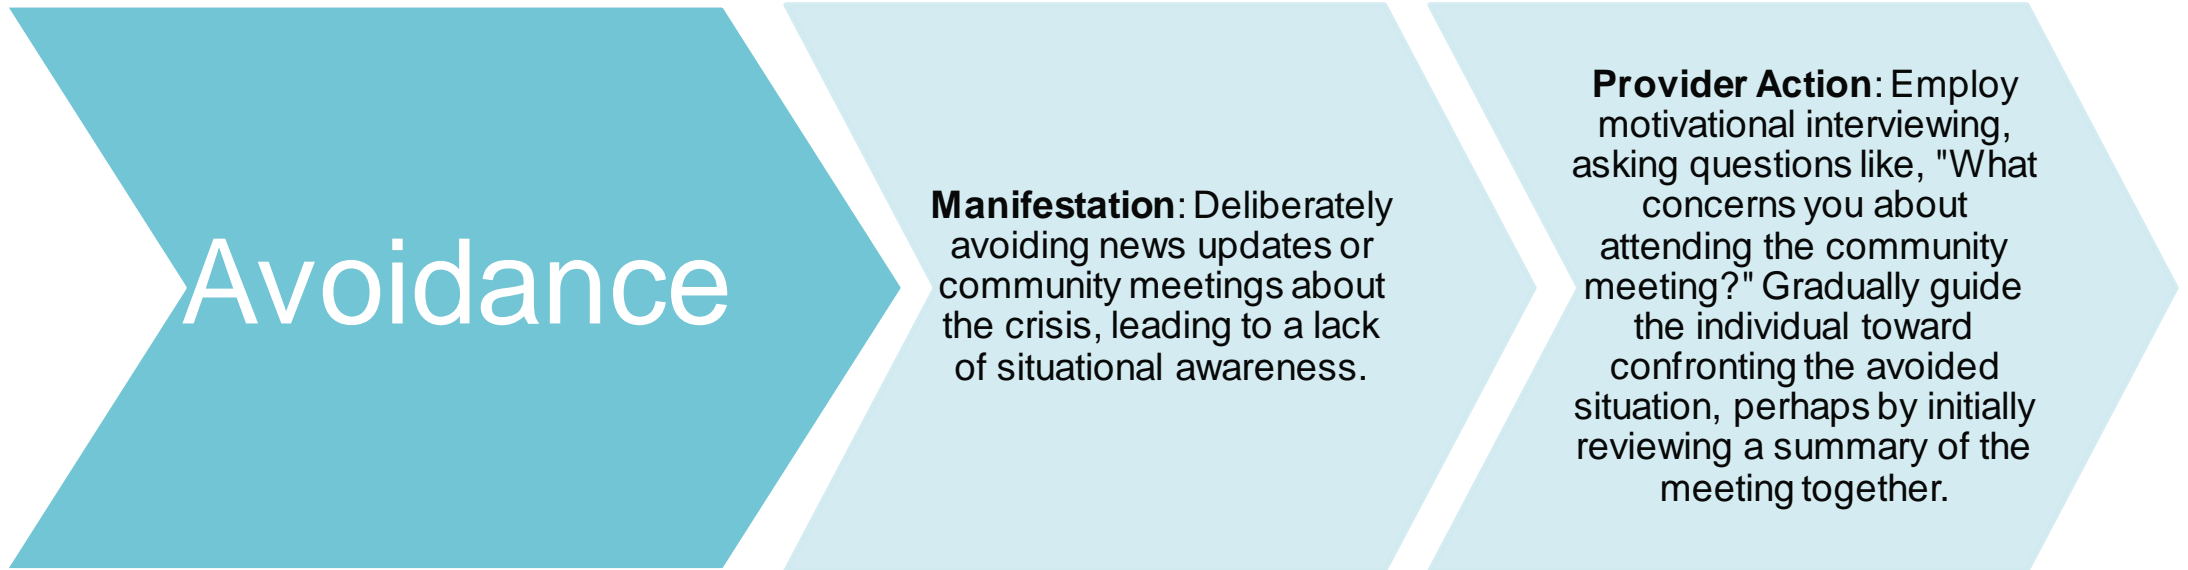 Avoidance
Manifestation: Deliberately
avoiding news updates or
community meetings about
the crisis, leading to a lack
of situational awareness.
Provider Action: Employ
motivational interviewing,
asking questions like, "What
concerns you about
attending the community
meeting?" Gradually guide
the individual toward
confronting the avoided
situation, perhaps by initially
reviewing a summary of the
meeting together.